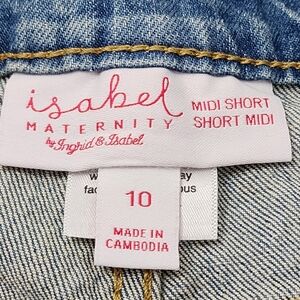 isabel
MATERNITY
by Ingrid & Isabel
MIDI SHORT
SHORT MIDI
10
MADE IN
CAMBODIA